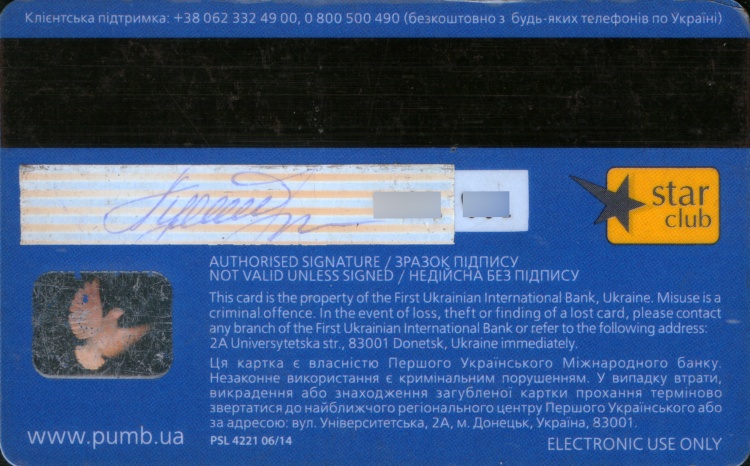 Клієнтська підтримка: +38 062 332 49 00, 0 800 500 490 (безкоштовно з будь-яких телефонів по Україні)
star
club
AUTHORISED SIGNATURE / ЗРАЗОК ПІДПИСУ
NOT VALID UNLESS SIGNED / НЕДІЙСНА БЕЗ ПІДПИСУ
This card is the property of the First Ukrainian International Bank, Ukraine. Misuse is a
criminal offence. In the event of loss, theft or finding of a lost card, please contact
any branch of the First Ukrainian International Bank or refer to the following address:
2A Universytetska str., 83001 Donetsk, Ukraine immediately.
Ця картка є власністю Першого Українського Міжнародного банку.
Незаконне використання є кримінальним порушенням. У випадку втрати,
викрадення або знаходження загубленої картки прохання терміново
звертатися до найближчого регіонального центру Першого Українського або
за адресою: вул. Університетська, 2А, м. Донецьк, Україна, 83001.
www.pumb.ua
PSL 4221 06/14
ELECTRONIC USE ONLY